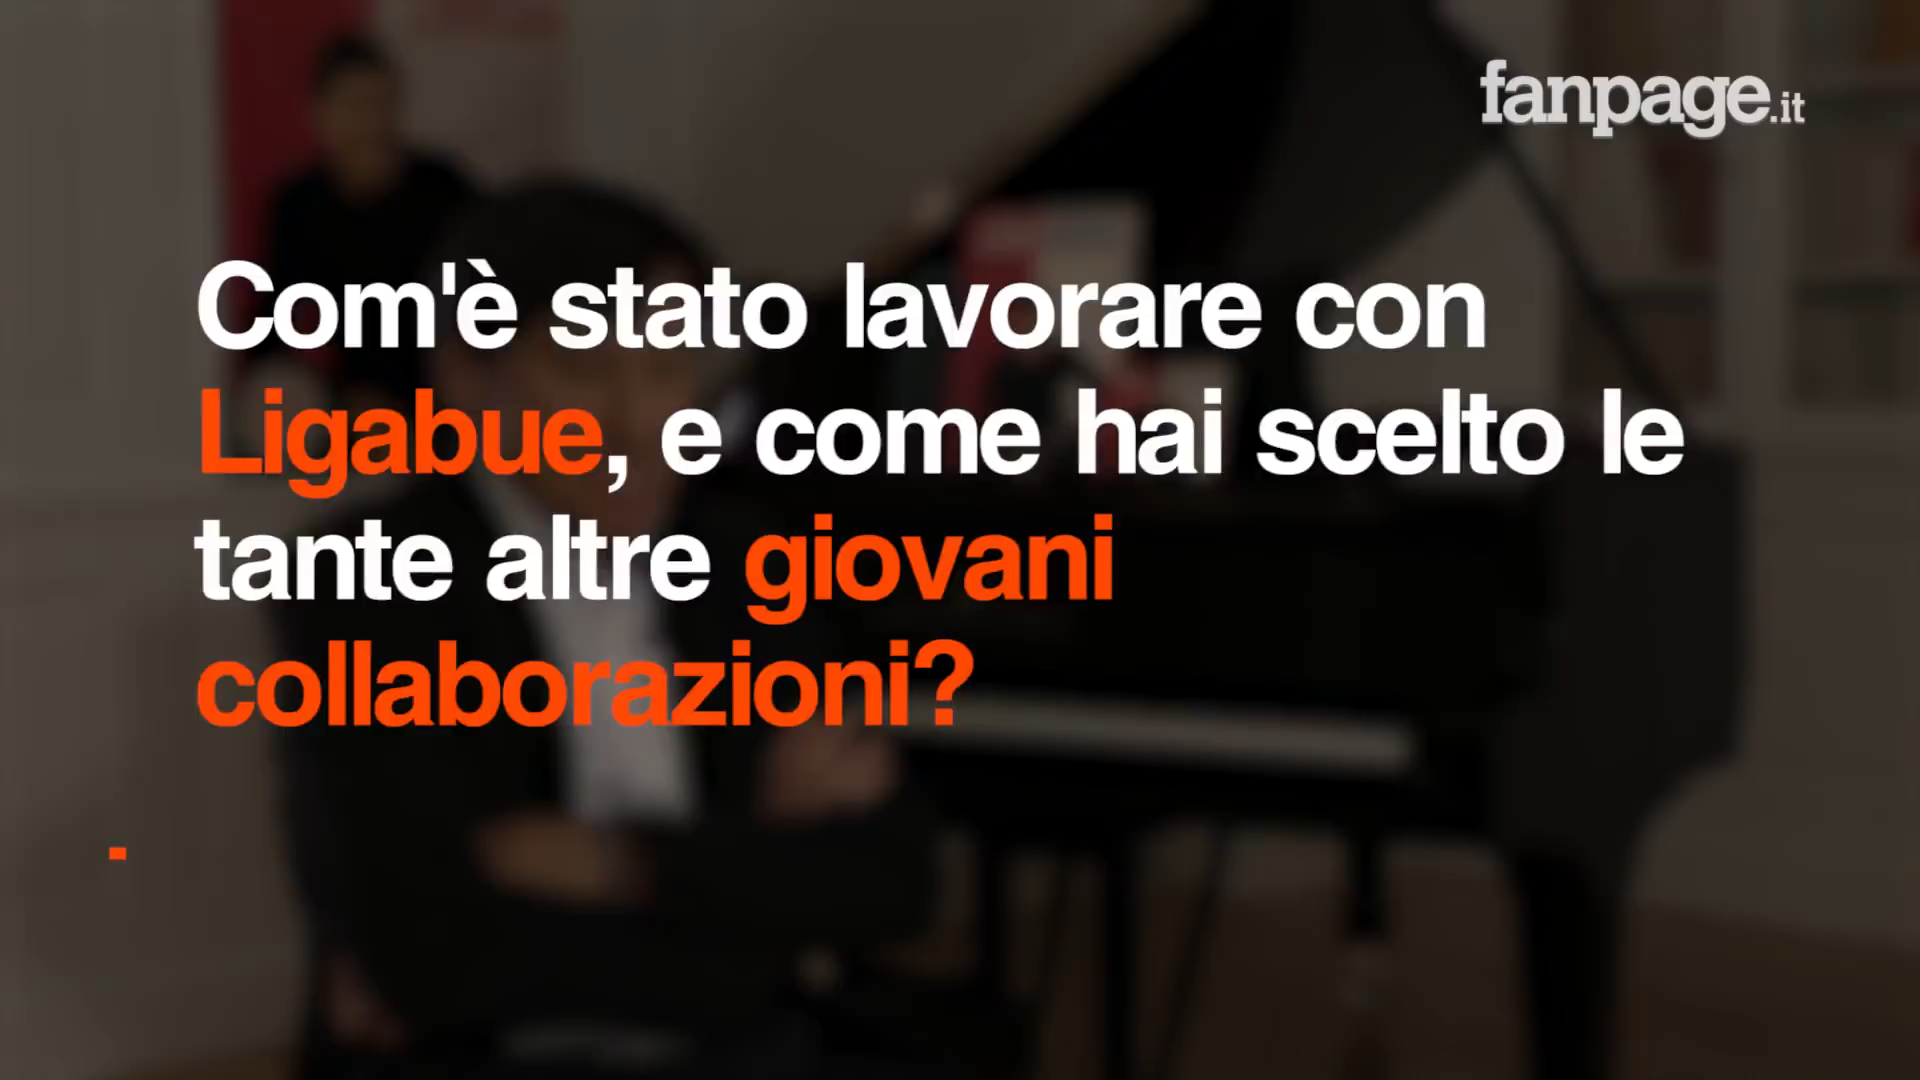 fanpage.it
Com'è stato lavorare con
Ligabue, e come hai scelto le
tante altre giovani
collaborazioni?